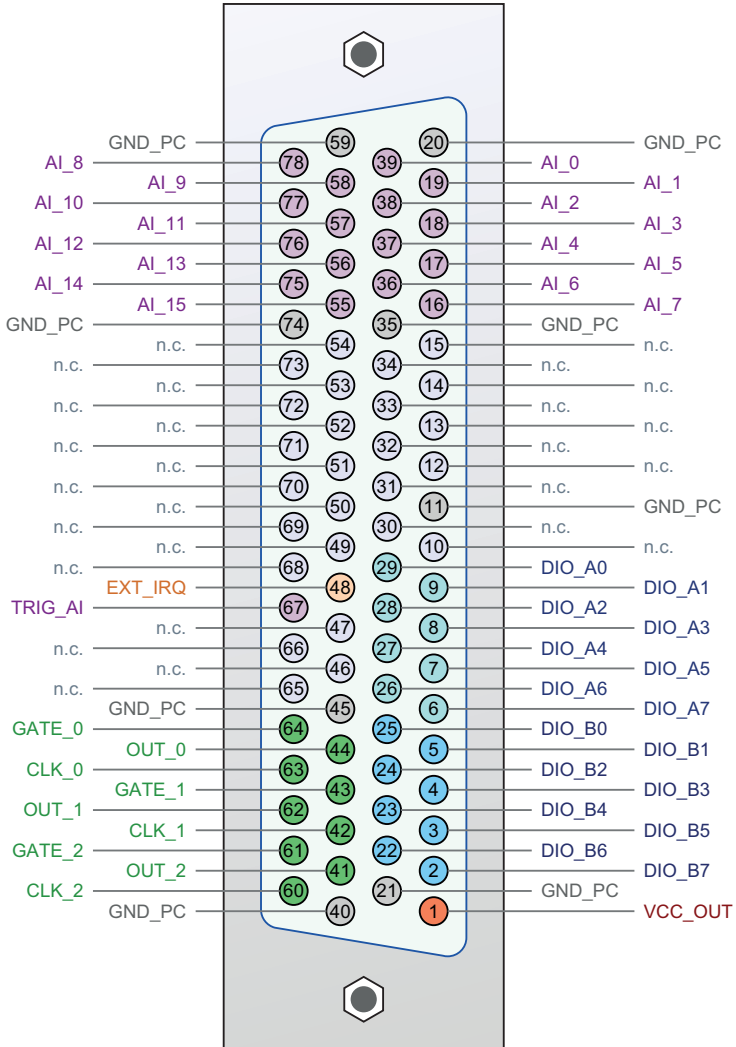 GND_PC 59 20 GND_PC
AI_8 78 39 AI_0
AI_9 58 19 AI_1
AI_10 77 38 AI_2
AI_11 57 18 AI_3
AI_12 76 37 AI_4
AI_13 56 17 AI_5
AI_14 75 36 AI_6
AI_15 55 16 AI_7
GND_PC 74 35 GND_PC
n.c. 54 15 n.c.
n.c. 73 34 n.c.
n.c. 53 14 n.c.
n.c. 72 33 n.c.
n.c. 52 13 n.c.
n.c. 71 32 n.c.
n.c. 51 12 n.c.
n.c. 70 31 n.c.
n.c. 50 11 GND_PC
n.c. 69 30 n.c.
n.c. 49 10 n.c.
n.c. 68 29 DIO_A0
EXT_IRQ 48 9 DIO_A1
TRIG_AI 67 28 DIO_A2
n.c. 47 8 DIO_A3
n.c. 66 27 DIO_A4
n.c. 46 7 DIO_A5
n.c. 65 26 DIO_A6
GND_PC 45 6 DIO_A7
GATE_0 64 25 DIO_B0
OUT_0 44 5 DIO_B1
CLK_0 63 24 DIO_B2
GATE_1 43 4 DIO_B3
OUT_1 62 23 DIO_B4
CLK_1 42 3 DIO_B5
GATE_2 61 22 DIO_B6
OUT_2 41 2 DIO_B7
CLK_2 60 21 GND_PC
GND_PC 40 1 VCC_OUT